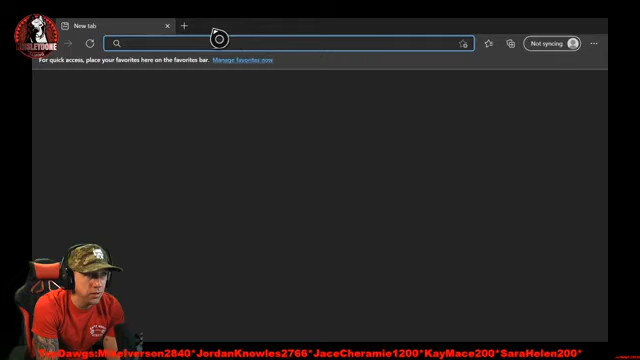 New tab
Not syncing
For quick access, place your favorites here on the favorites bar. Manage favorites now
TopDawgs:MikeIverson2840*JordanKnowles2766*JaceCheramie1200*KayMace200*SaraHelen200*